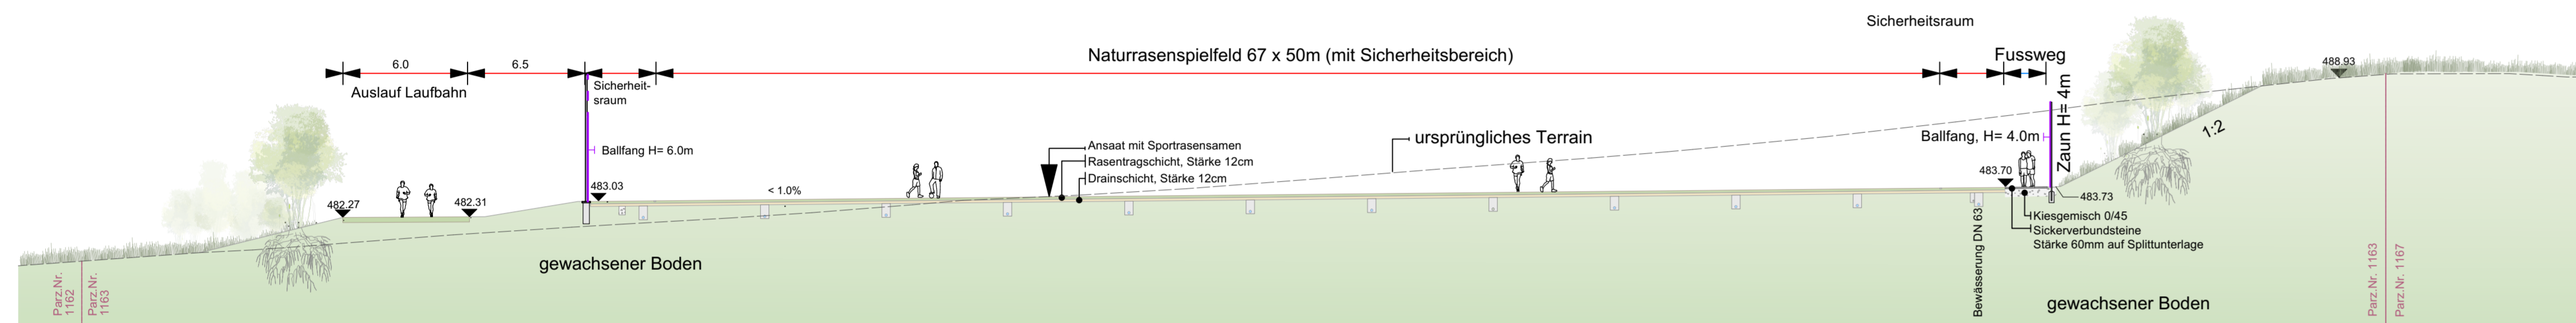 Sicherheitsraum
Naturrasenspielfeld 67 x 50m (mit Sicherheitsbereich)
Fussweg
6.0
6.5
488.93
Auslauf Laufbahn
Sicherheit-
sraum
Zaun H= 4m
1:2
Ballfang H= 6.0m
Ansaat mit Sportrasensamen
Rasentragschicht, Stärke 12cm
Drainschicht, Stärke 12cm
ursprüngliches Terrain
Ballfang, H= 4.0m
483.70
483.03
< 1.0%
482.27
482.31
483.73
Kiesgemisch 0/45
Sickerverbundsteine
Stärke 60mm auf Splittunterlage
Bewässerung DN 63
gewachsener Boden
gewachsener Boden
Parz.Nr.
1162
Parz.Nr.
1163
Parz.Nr. 1163
Parz.Nr. 1167